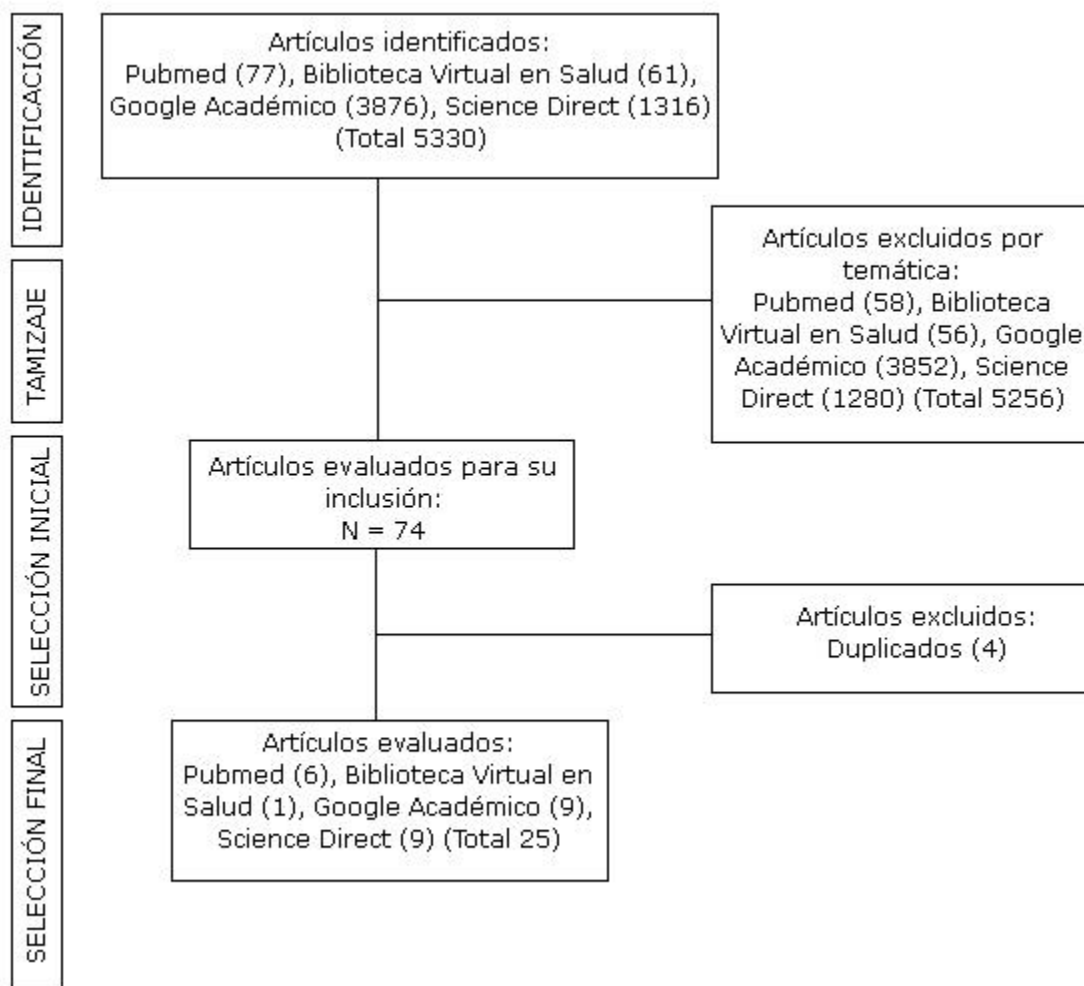 IDENTIFICACIÓN
Artículos identificados:
Pubmed (77), Biblioteca Virtual en Salud (61),
Google Académico (3876), Science Direct (1316)
(Total 5330)
TAMIZAJE
Artículos excluidos por
temática:
Pubmed (58), Biblioteca
Virtual en Salud (56), Google
Académico (3852), Science
Direct (1280) (Total 5256)
SELECCIÓN INICIAL
Artículos evaluados para su
inclusión:
N = 74
Artículos excluidos:
Duplicados (4)
SELECCIÓN FINAL
Artículos evaluados:
Pubmed (6), Biblioteca Virtual en
Salud (1), Google Académico (9),
Science Direct (9) (Total 25)